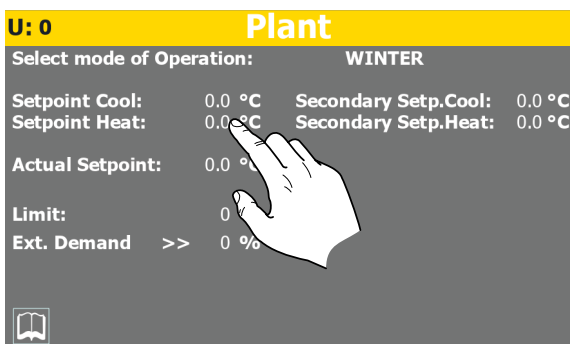 U: 0 Plant
Select mode of Operation: WINTER
Setpoint Cool: 0.0 °C Secondary Setp.Cool: 0.0 °C
Setpoint Heat: 0.0 °C Secondary Setp.Heat: 0.0 °C
Actual Setpoint: 0.0
Limit: 0
Ext. Demand >> 0 %